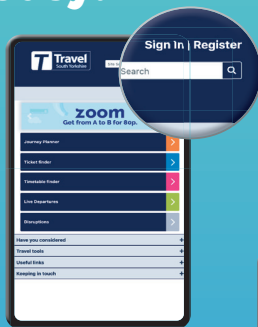 Sign In | Register
Search
Travel
South Yorkshire
zoom
Get from A to B for 80p.
Journey Planner
Ticket finder
Timetable finder
Live Departures
Disruptions
Have you considered +
Travel tools +
Useful links +
Keeping in touch +